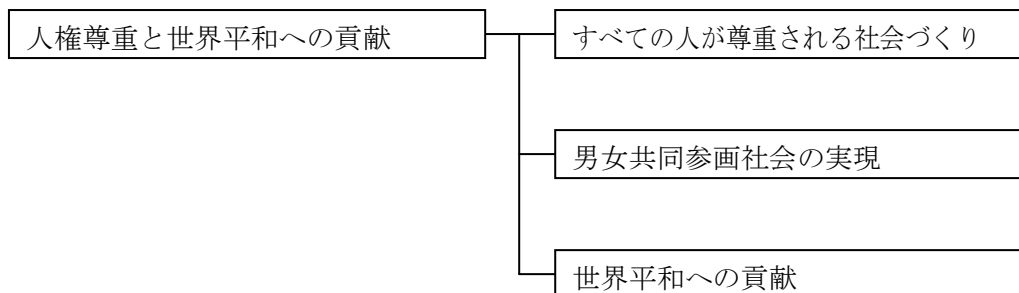 人権尊重と世界平和への貢献
すべての人が尊重される社会づくり
男女共同参画社会の実現
世界平和への貢献